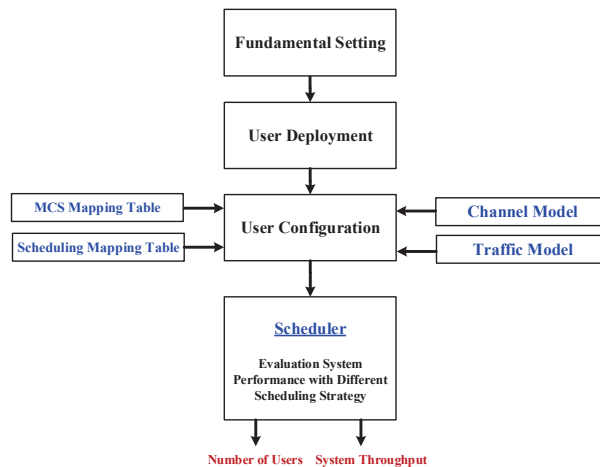 Fundamental Setting
User Deployment
MCS Mapping Table
Scheduling Mapping Table
User Configuration
Channel Model
Traffic Model
Scheduler
Evaluation System
Performance with Different
Scheduling Strategy
Number of Users
System Throughput